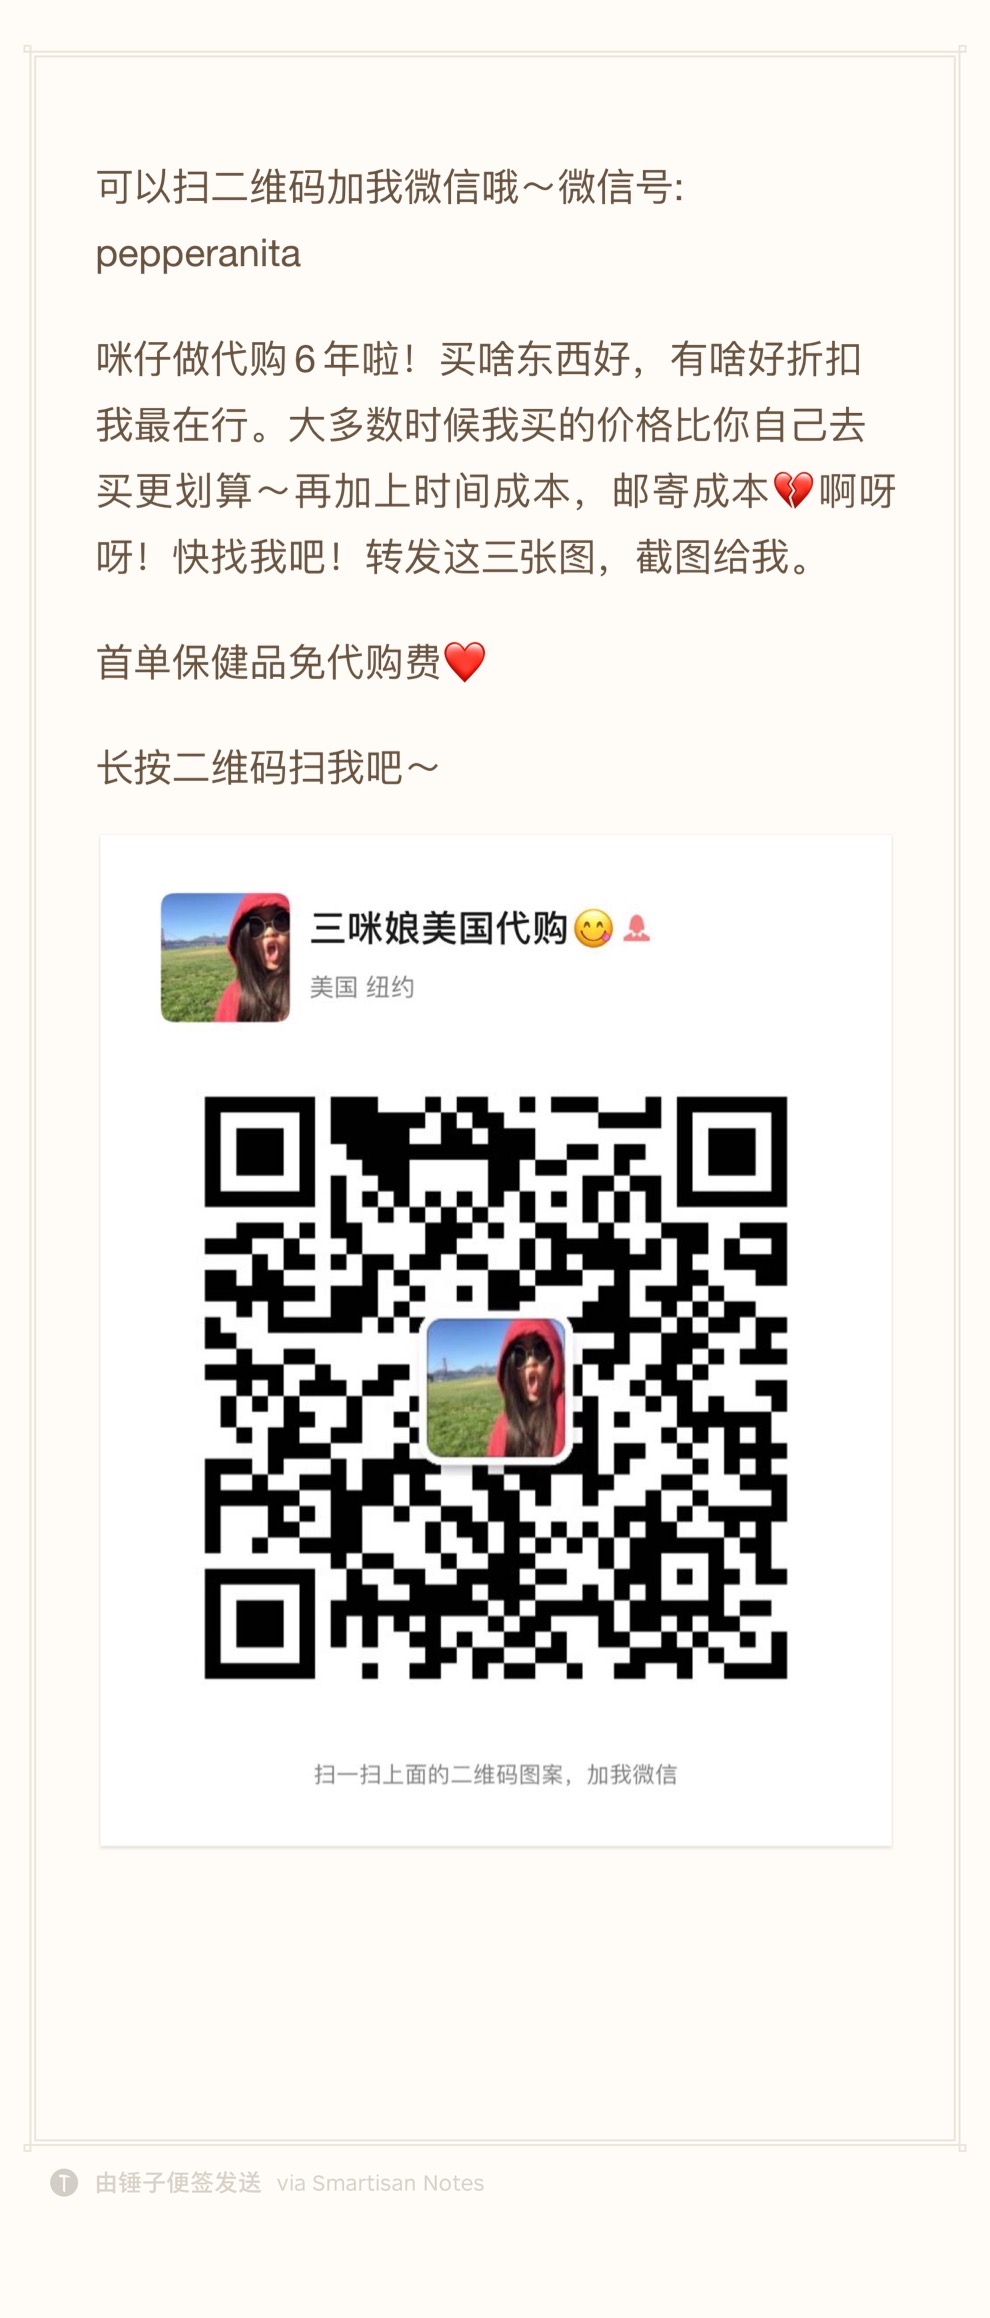 可以扫二维码加我微信哦～微信号:
pepperanita
咪仔做代购6年啦！买啥东西好，有啥好折扣
我最在行。大多数时候我买的价格比你自己去
买更划算～再加上时间成本，邮寄成本💔啊呀
呀！快找我吧！转发这三张图，截图给我。
首单保健品免代购费❤️
长按二维码扫我吧～
三咪娘美国代购😋
美国 纽约
扫一扫上面的二维码图案，加我微信
T 由锤子便签发送 via Smartisan Notes